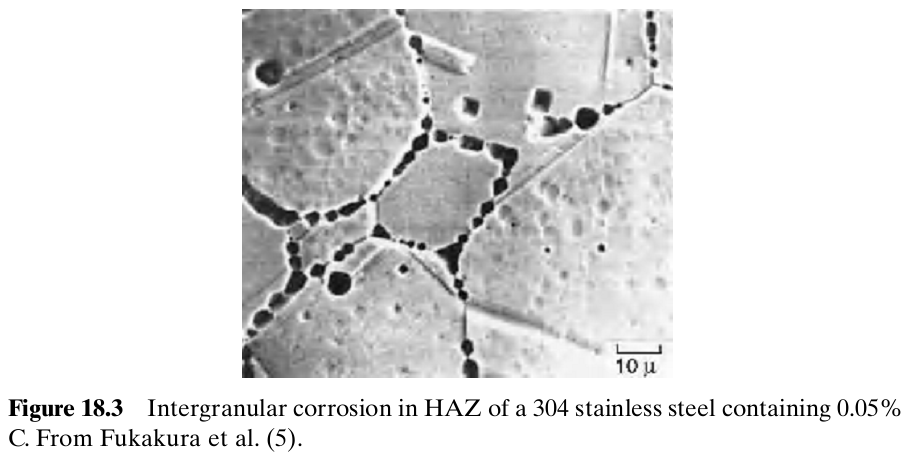 10 μ
Figure 18.3 Intergranular corrosion in HAZ of a 304 stainless steel containing 0.05%
C. From Fukakura et al. (5).